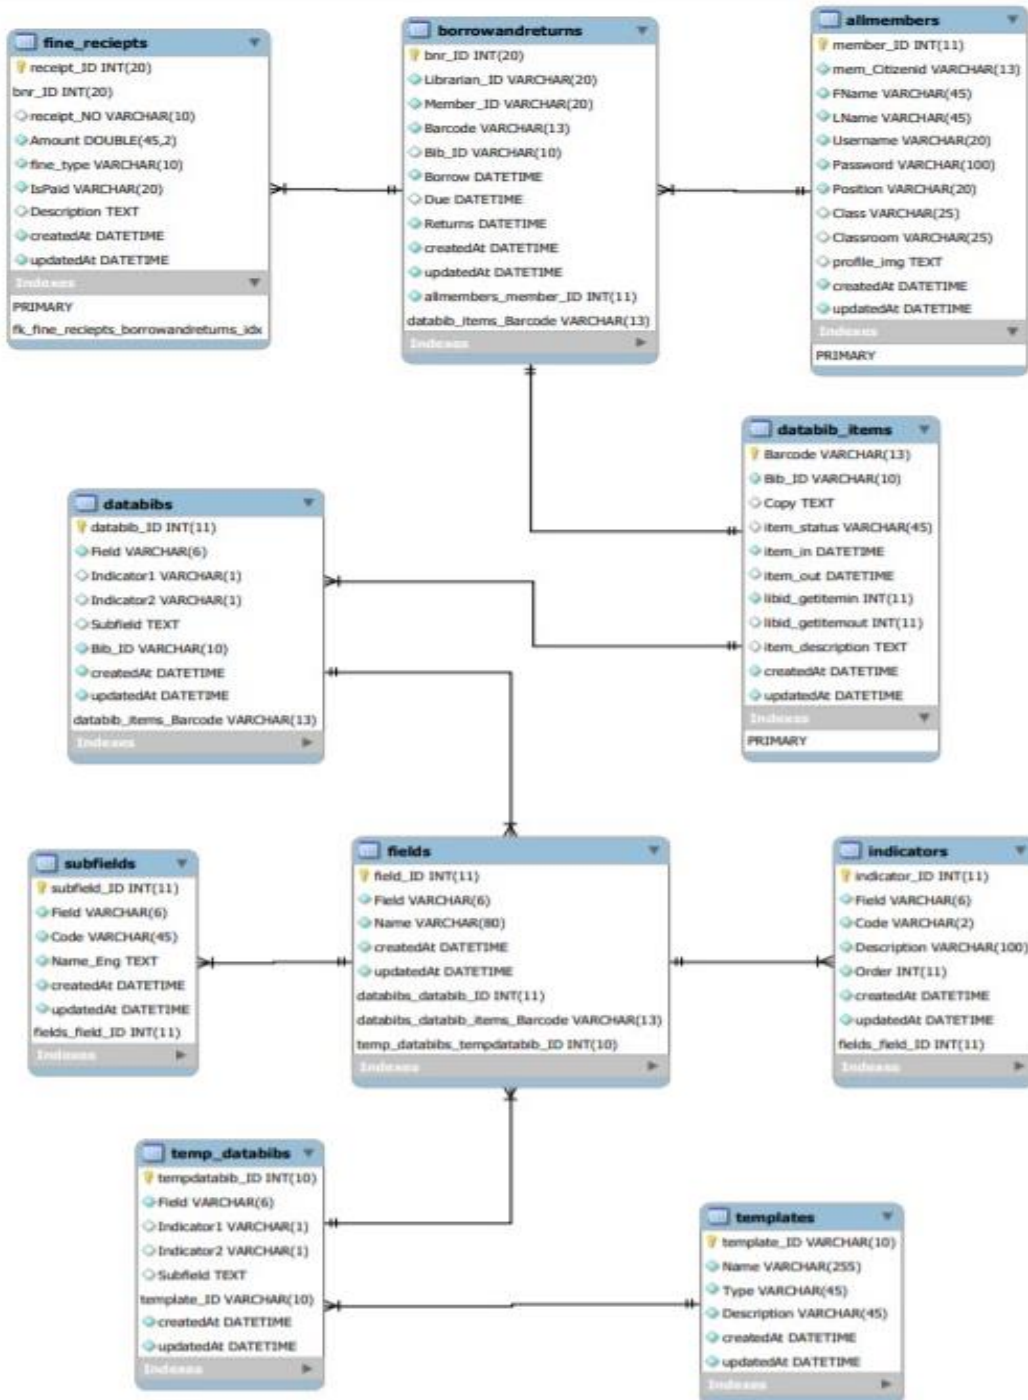 fine_reciepts
receipt_ID INT(20)
bnr_ID INT(20)
receipt_NO VARCHAR(10)
Amount DOUBLE(45,2)
fine_type VARCHAR(10)
IsPaid VARCHAR(20)
Description TEXT
createdAt DATETIME
updatedAt DATETIME
Indexes
PRIMARY
fk_fine_reciepts_borrowandreturns_idx
borrowandreturns
bnr_ID INT(20)
Librarian_ID VARCHAR(20)
Member_ID VARCHAR(20)
Barcode VARCHAR(13)
Bib_ID VARCHAR(10)
Borrow DATETIME
Due DATETIME
Returns DATETIME
createdAt DATETIME
updatedAt DATETIME
allmembers_member_ID INT(11)
databib_items_Barcode VARCHAR(13)
Indexes
allmembers
member_ID INT(11)
mem_Citizenid VARCHAR(13)
FName VARCHAR(45)
LName VARCHAR(45)
Username VARCHAR(20)
Password VARCHAR(100)
Position VARCHAR(20)
Class VARCHAR(25)
Classroom VARCHAR(25)
profile_img TEXT
createdAt DATETIME
updatedAt DATETIME
Indexes
PRIMARY
databib_items
Barcode VARCHAR(13)
Bib_ID VARCHAR(10)
Copy TEXT
item_status VARCHAR(45)
item_in DATETIME
item_out DATETIME
libid_getitemin INT(11)
libid_getitemout INT(11)
item_description TEXT
createdAt DATETIME
updatedAt DATETIME
Indexes
PRIMARY
databibs
databib_ID INT(11)
Field VARCHAR(6)
Indicator1 VARCHAR(1)
Indicator2 VARCHAR(1)
Subfield TEXT
Bib_ID VARCHAR(10)
createdAt DATETIME
updatedAt DATETIME
databib_items_Barcode VARCHAR(13)
Indexes
subfields
subfield_ID INT(11)
Field VARCHAR(6)
Code VARCHAR(45)
Name_Eng TEXT
createdAt DATETIME
updatedAt DATETIME
fields_field_ID INT(11)
Indexes
fields
field_ID INT(11)
Field VARCHAR(6)
Name VARCHAR(80)
createdAt DATETIME
updatedAt DATETIME
databibs_databib_ID INT(11)
databibs_databib_items_Barcode VARCHAR(13)
temp_databibs_tempdatabib_ID INT(10)
Indexes
indicators
indicator_ID INT(11)
Field VARCHAR(6)
Code VARCHAR(2)
Description VARCHAR(100)
Order INT(11)
createdAt DATETIME
updatedAt DATETIME
fields_field_ID INT(11)
Indexes
temp_databibs
tempdatabib_ID INT(10)
Field VARCHAR(6)
Indicator1 VARCHAR(1)
Indicator2 VARCHAR(1)
Subfield TEXT
template_ID VARCHAR(10)
createdAt DATETIME
updatedAt DATETIME
Indexes
templates
template_ID VARCHAR(10)
Name VARCHAR(255)
Type VARCHAR(45)
Description VARCHAR(45)
createdAt DATETIME
updatedAt DATETIME
Indexes